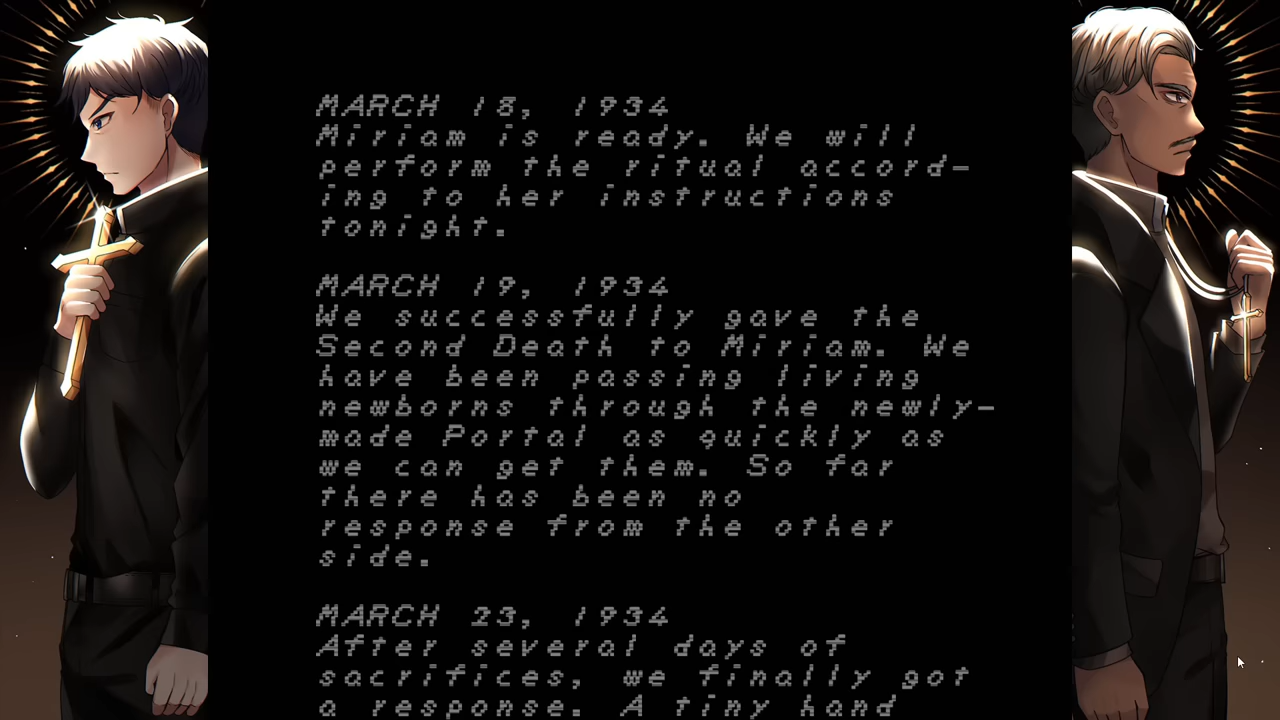 MARCH 18, 1934
Miriam is ready. We will
perform the ritual accord-
ing to her instructions
tonight.
MARCH 19, 1934
We successfully gave the
Second Death to Miriam. We
have been passing living
newborns through the newly-
made Portal as quickly as
we can get them. So far
there has been no
response from the other
side.
MARCH 23, 1934
After several days of
sacrifices, we finally got
a response. A tiny hand